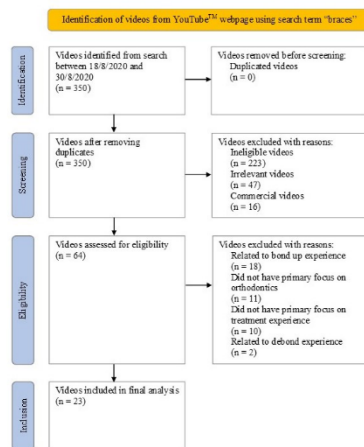 Identification of videos from YouTube™ webpage using search term "braces"
Identification
Videos identified from search
between 18/8/2020 and
30/8/2020
(n = 350)
Videos removed before screening:
Duplicated videos
(n = 0)
Screening
Videos after removing
duplicates
(n = 350)
Videos excluded with reasons:
Ineligible videos
(n = 223)
Irrelevant videos
(n = 47)
Commercial videos
(n = 16)
Eligibility
Videos assessed for eligibility
(n = 64)
Videos excluded with reasons:
Related to bond up experience
(n = 18)
Did not have primary focus on
orthodontics
(n = 11)
Did not have primary focus on
treatment experience
(n = 10)
Related to debond experience
(n = 2)
Inclusion
Videos included in final analysis
(n = 23)